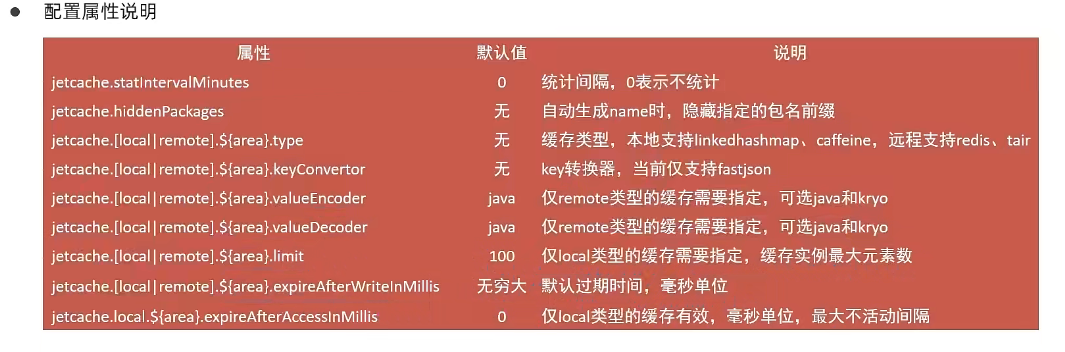 ● 配置属性说明
属性 默认值 说明
jetcache.statIntervalMinutes 0 统计间隔，0表示不统计
jetcache.hiddenPackages 无 自动生成name时，隐藏指定的包名前缀
jetcache.[local|remote].${area}.type 无 缓存类型，本地支持linkedhashmap、caffeine，远程支持redis、tair
jetcache.[local|remote].${area}.keyConvertor 无 key转换器，当前仅支持fastjson
jetcache.[local|remote].${area}.valueEncoder java 仅remote类型的缓存需要指定，可选java和kryo
jetcache.[local|remote].${area}.valueDecoder java 仅remote类型的缓存需要指定，可选java和kryo
jetcache.[local|remote].${area}.limit 100 仅local类型的缓存需要指定，缓存实例最大元素数
jetcache.[local|remote].${area}.expireAfterWriteInMillis 无穷大 默认过期时间，毫秒单位
jetcache.local.${area}.expireAfterAccessInMillis 0 仅local类型的缓存有效，毫秒单位，最大不活动间隔